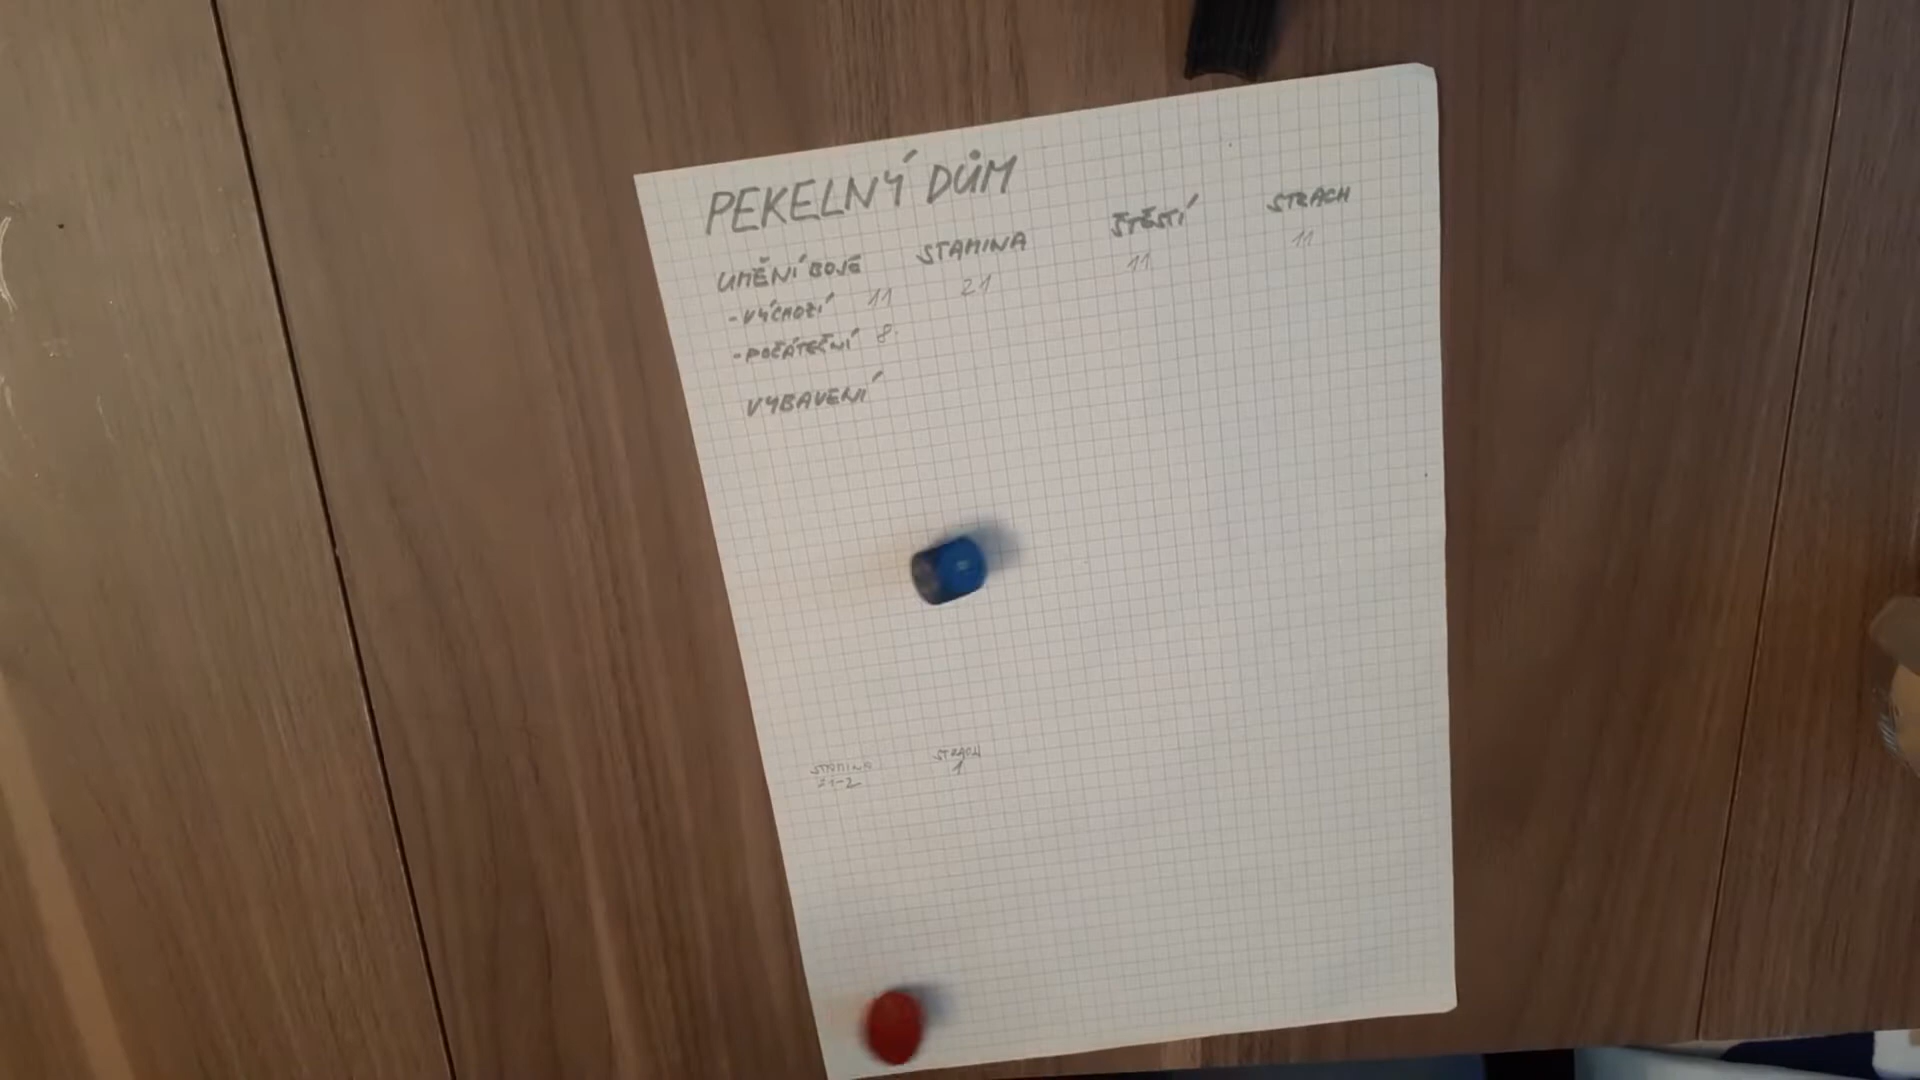 PEKELNÝ DŮM
UMĚNÍ BOJE STAMINA ŠTĚSTÍ STRACH
-VÝCHOZÍ 11 21 11 11
-POČÁTEČNÍ 8
VYBAVENÍ
STAMINA STRACH
21-2 1